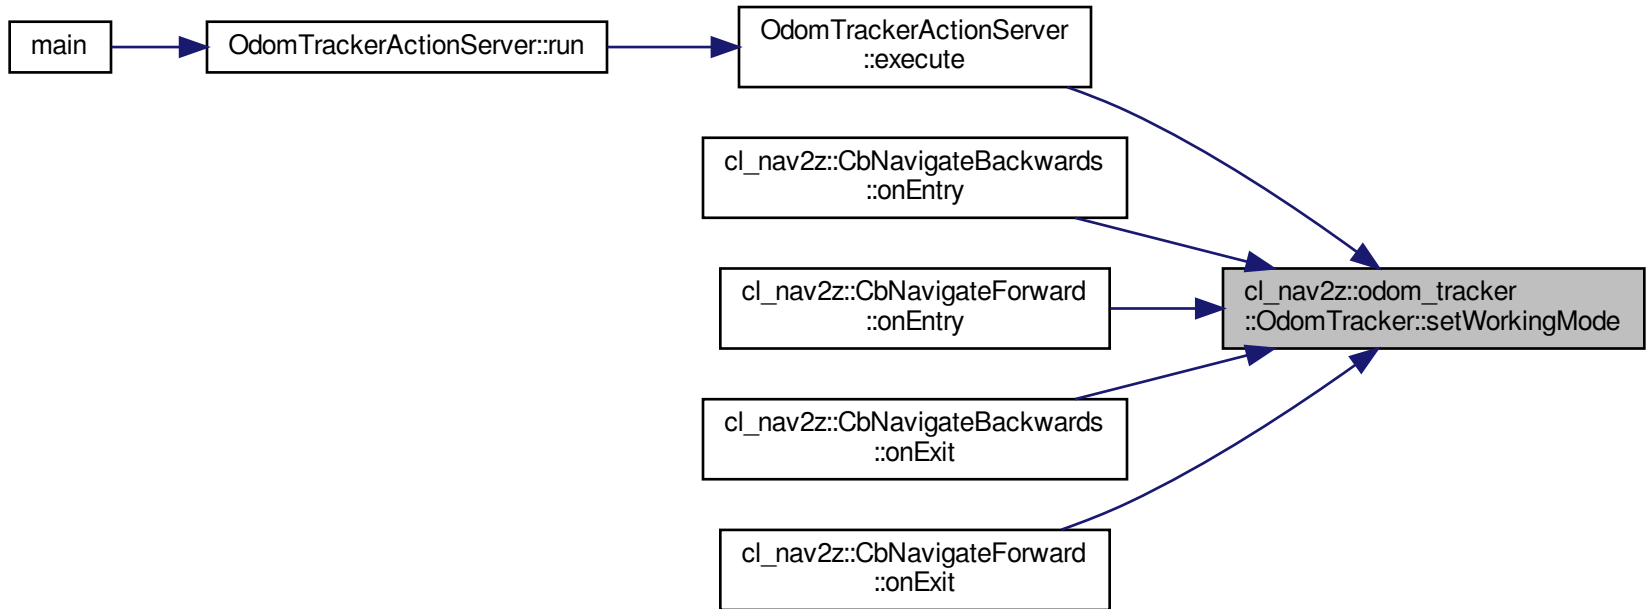 main
OdomTrackerActionServer::run
OdomTrackerActionServer
::execute
cl_nav2z::CbNavigateBackwards
::onEntry
cl_nav2z::CbNavigateForward
::onEntry
cl_nav2z::CbNavigateBackwards
::onExit
cl_nav2z::CbNavigateForward
::onExit
cl_nav2z::odom_tracker
::OdomTracker::setWorkingMode